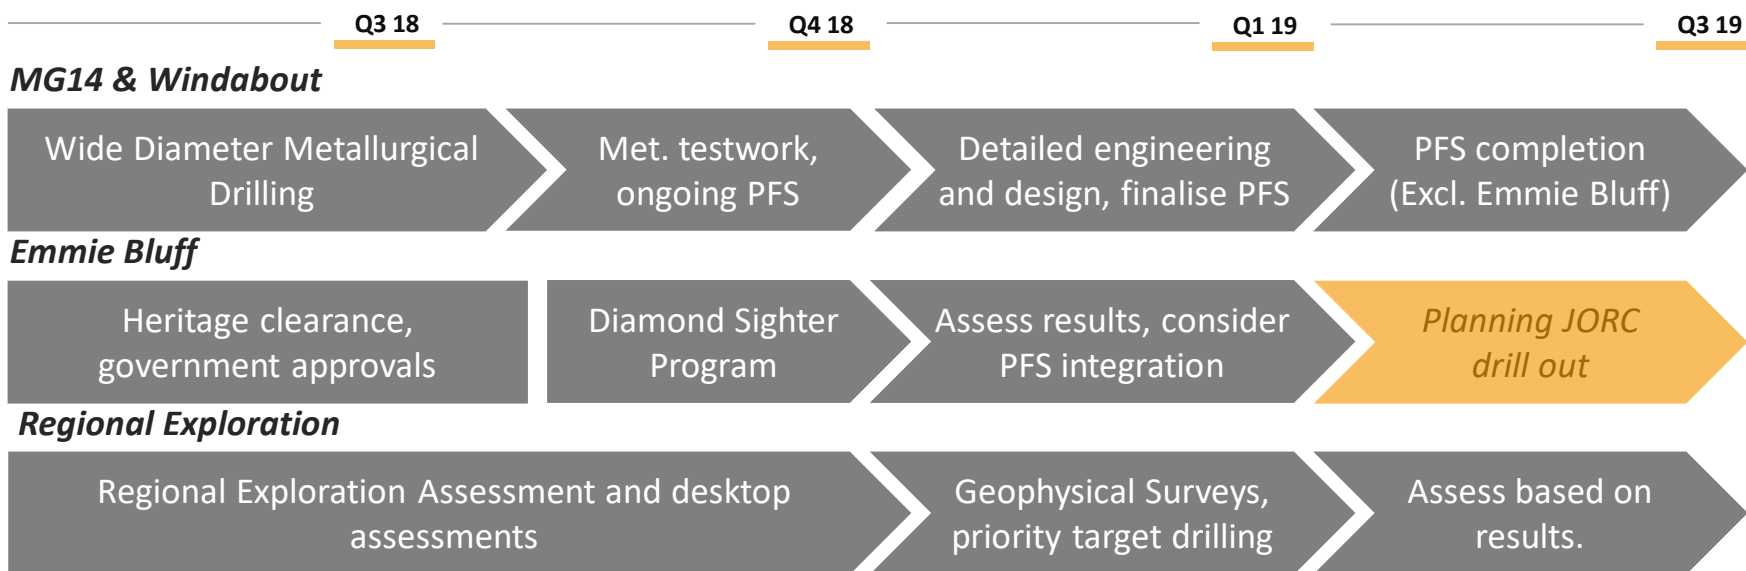 Q3 18
Q4 18
Q1 19
Q3 19
MG14 & Windabout
Wide Diameter Metallurgical
Drilling
Met. testwork,
ongoing PFS
Detailed engineering
and design, finalise PFS
PFS completion
(Excl. Emmie Bluff)
Emmie Bluff
Heritage clearance,
government approvals
Diamond Sighter
Program
Assess results, consider
PFS integration
Planning JORC
drill out
Regional Exploration
Regional Exploration Assessment and desktop
assessments
Geophysical Surveys,
priority target drilling
Assess based on
results.